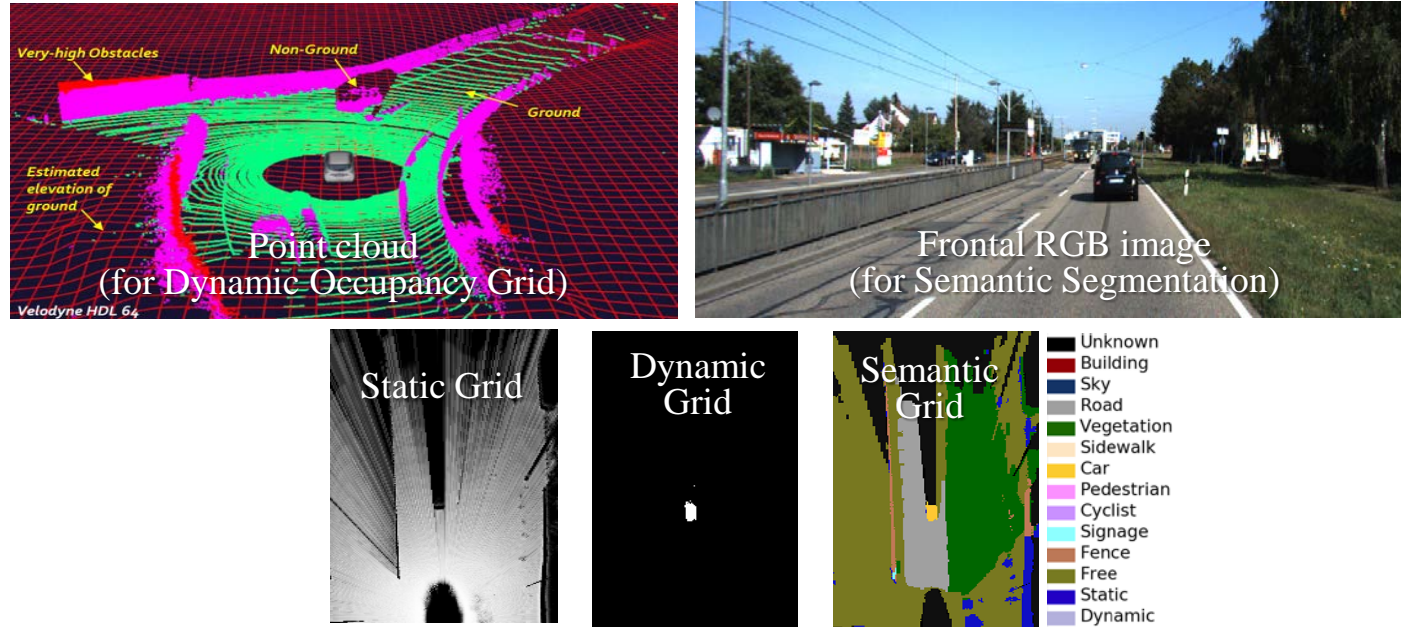 Very-high Obstacles
Non-Ground
Ground
Estimated
elevation of
ground
Point cloud
(for Dynamic Occupancy Grid)
Velodyne HDL 64
Frontal RGB image
(for Semantic Segmentation)
Static Grid
Dynamic
Grid
Semantic
Grid
Unknown
Building
Sky
Road
Vegetation
Sidewalk
Car
Pedestrian
Cyclist
Signage
Fence
Free
Static
Dynamic